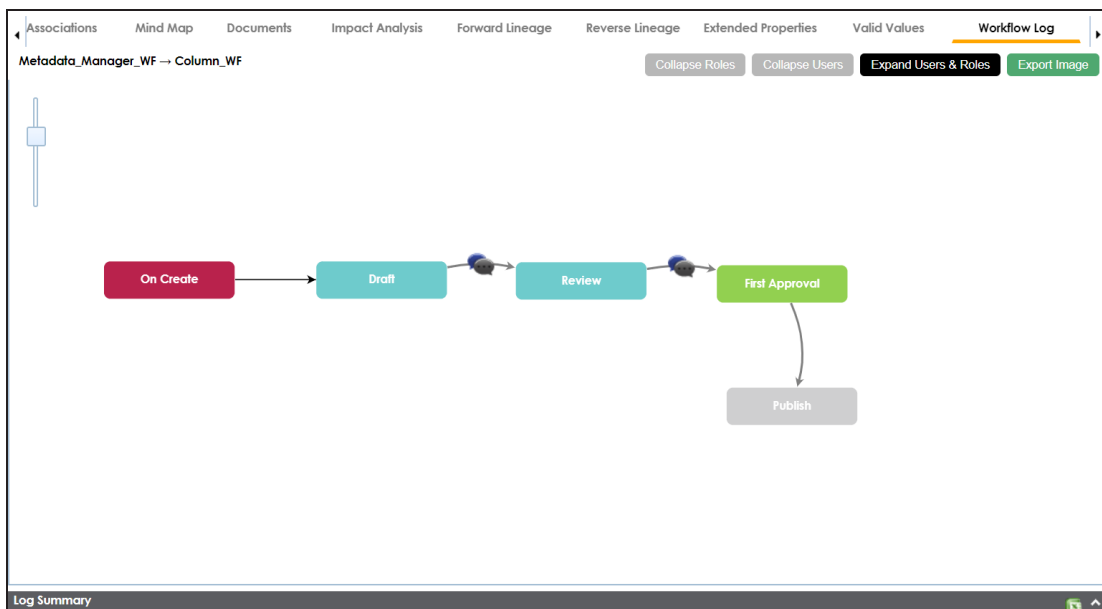 Associations Mind Map Documents Impact Analysis Forward Lineage Reverse Lineage Extended Properties Valid Values Workflow Log
Metadata_Manager_WF → Column_WF Collapse Roles Collapse Users Expand Users & Roles Export Image
On Create Draft Review First Approval
Publish
Log Summary